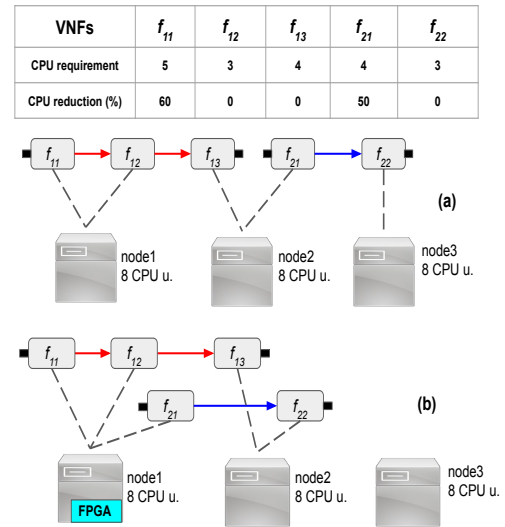 VNFs f11 f12 f13 f21 f22
CPU requirement 5 3 4 4 3
CPU reduction (%) 60 0 0 50 0
f11 f12 f13 f21 f22
(a)
node1
8 CPU u.
node2
8 CPU u.
node3
8 CPU u.
f11 f12 f13
f21 f22
(b)
node1
8 CPU u.
FPGA
node2
8 CPU u.
node3
8 CPU u.